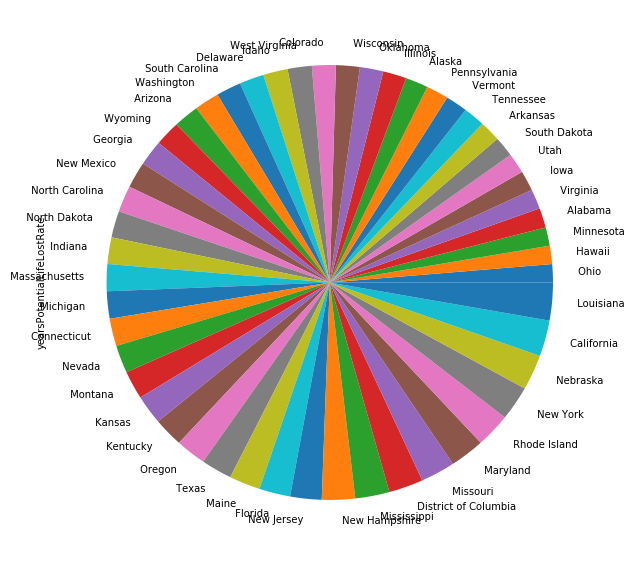 Colorado
Wisconsin
West Virginia
Oklahoma
Idaho
Illinois
Delaware
Alaska
South Carolina
Pennsylvania
Washington
Vermont
Arizona
Tennessee
Wyoming
Arkansas
Georgia
South Dakota
New Mexico
Utah
North Carolina
Iowa
North Dakota
Virginia
Indiana
Alabama
Massachusetts
Minnesota
Michigan
Hawaii
Connecticut
Ohio
Nevada
Louisiana
Montana
California
Kansas
Nebraska
Kentucky
New York
Oregon
Rhode Island
Texas
Maryland
Maine
Missouri
Florida
District of Columbia
New Jersey
Mississippi
New Hampshire
yearsPotentialLifeLostRate